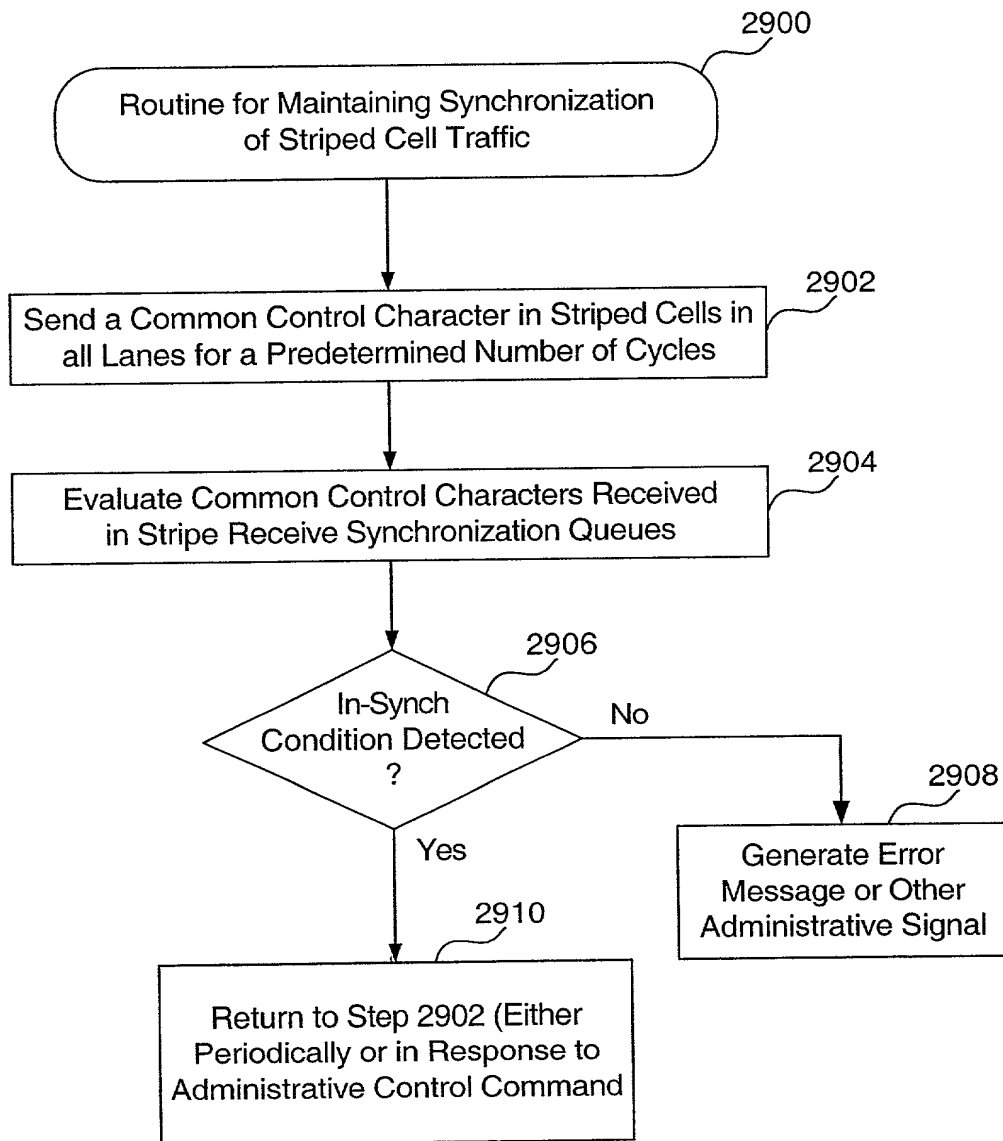 2900
Routine for Maintaining Synchronization
of Striped Cell Traffic
2902
Send a Common Control Character in Striped Cells in
all Lanes for a Predetermined Number of Cycles
2904
Evaluate Common Control Characters Received
in Stripe Receive Synchronization Queues
2906
In-Synch
Condition Detected
?
No
Yes
2908
Generate Error
Message or Other
Administrative Signal
2910
Return to Step 2902 (Either
Periodically or in Response to
Administrative Control Command